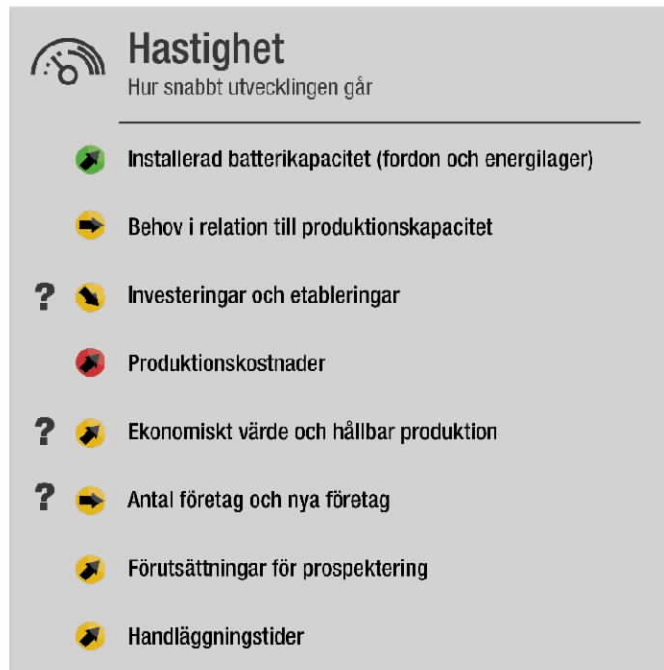 Hastighet
Hur snabbt utvecklingen går
Installerad batterikapacitet (fordon och energilager)
Behov i relation till produktionskapacitet
? Investeringar och etableringar
Produktionskostnader
? Ekonomiskt värde och hållbar produktion
? Antal företag och nya företag
Förutsättningar för prospektering
Handläggningstider